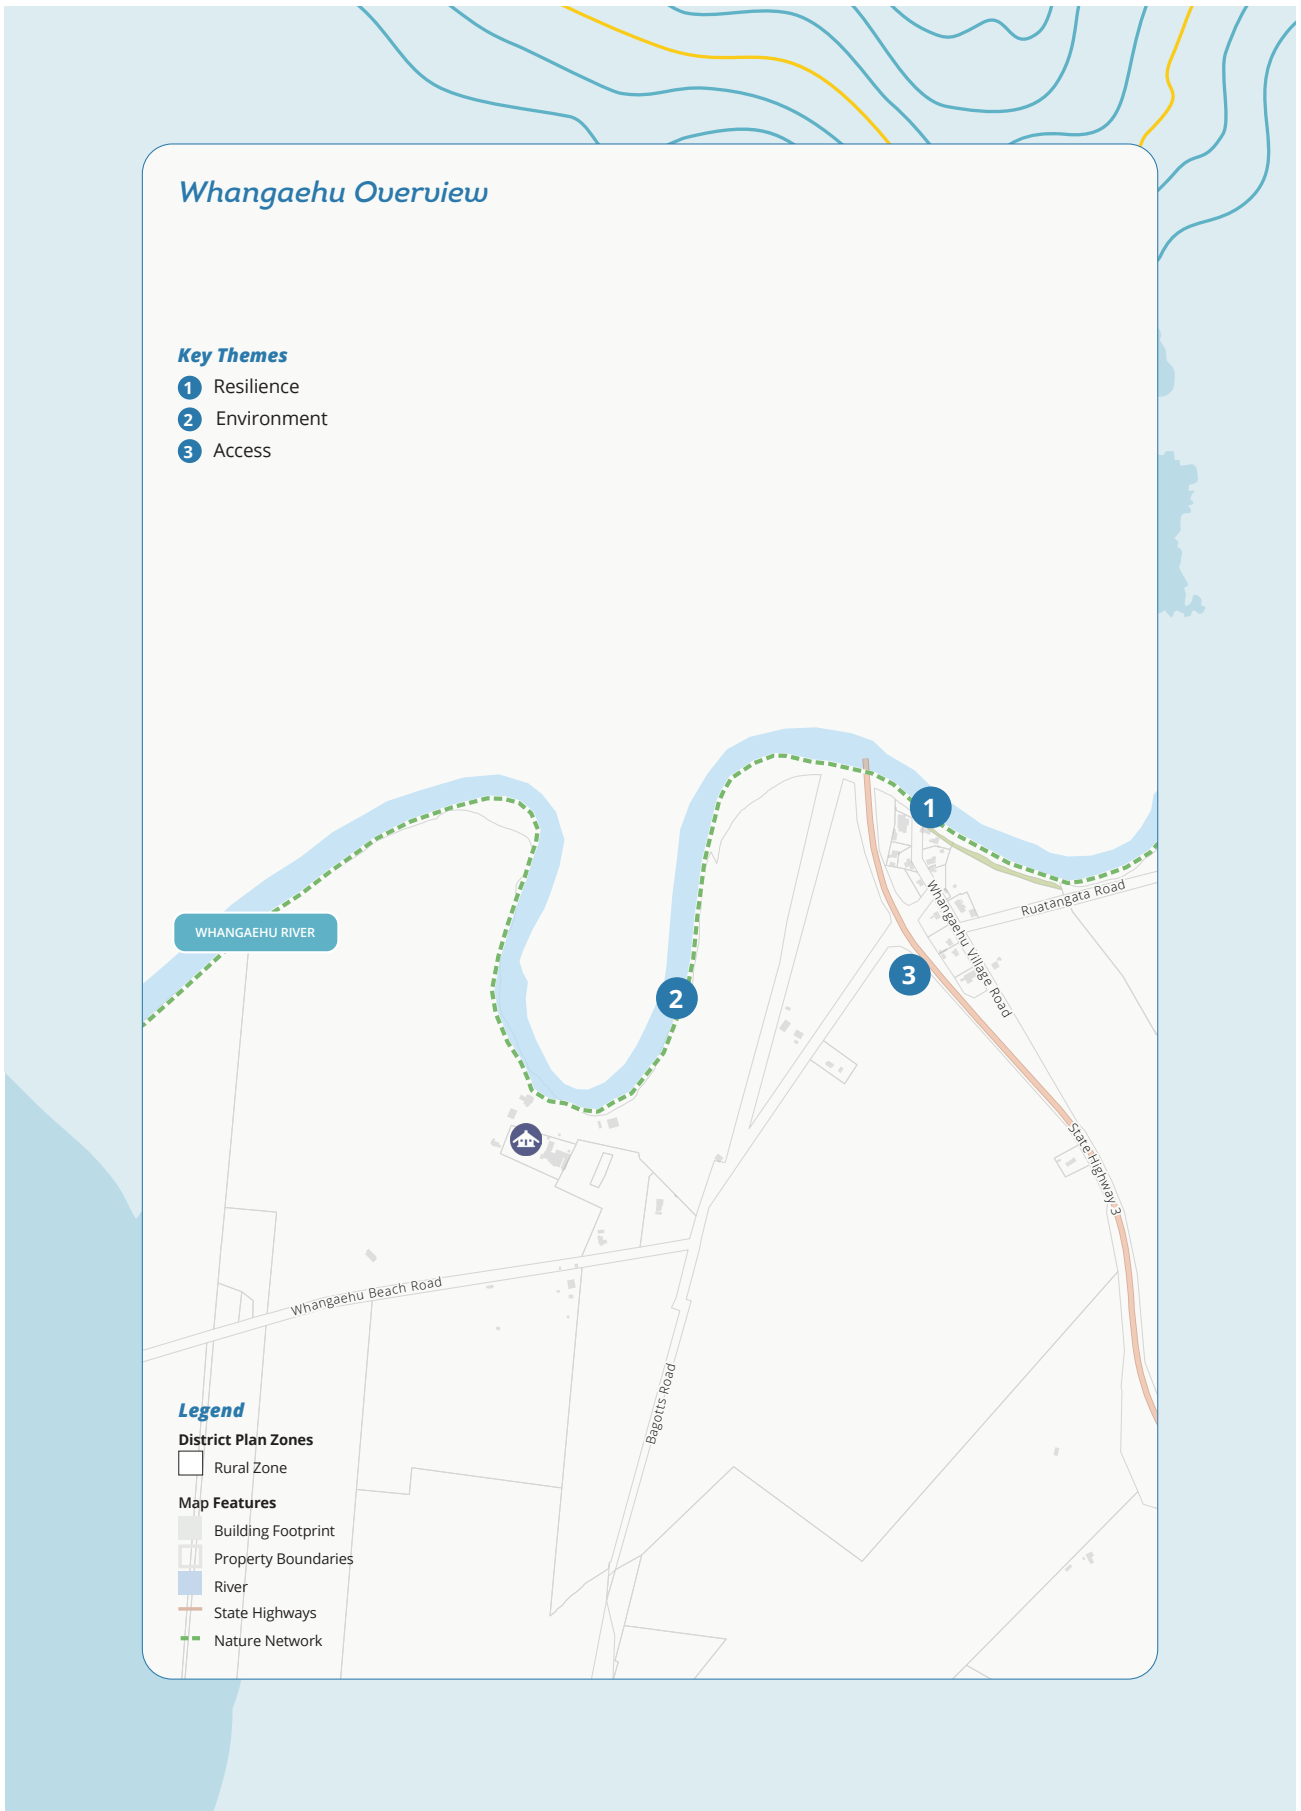 Whangaehu Overview
Key Themes
1 Resilience
2 Environment
3 Access
1
WHANGAEHU RIVER
Ruatangata Road
Whangaehu Village Road
3
2
State Highway 3
Whangaehu Beach Road
Bagotts Road
Legend
District Plan Zones
Rural Zone
Map Features
Building Footprint
Property Boundaries
River
State Highways
Nature Network